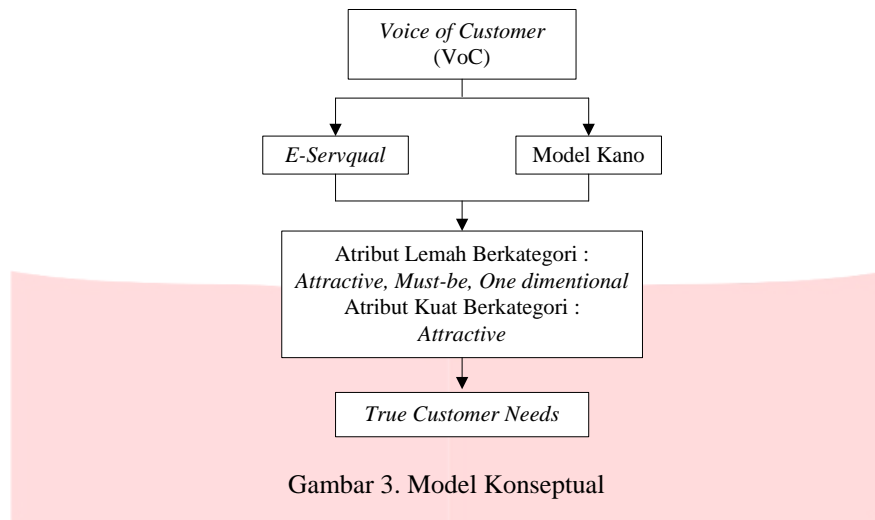 Voice of Customer
(VoC)
E-Servqual
Model Kano
Atribut Lemah Berkategori :
Attractive, Must-be, One dimentional
Atribut Kuat Berkategori :
Attractive
True Customer Needs
Gambar 3. Model Konseptual